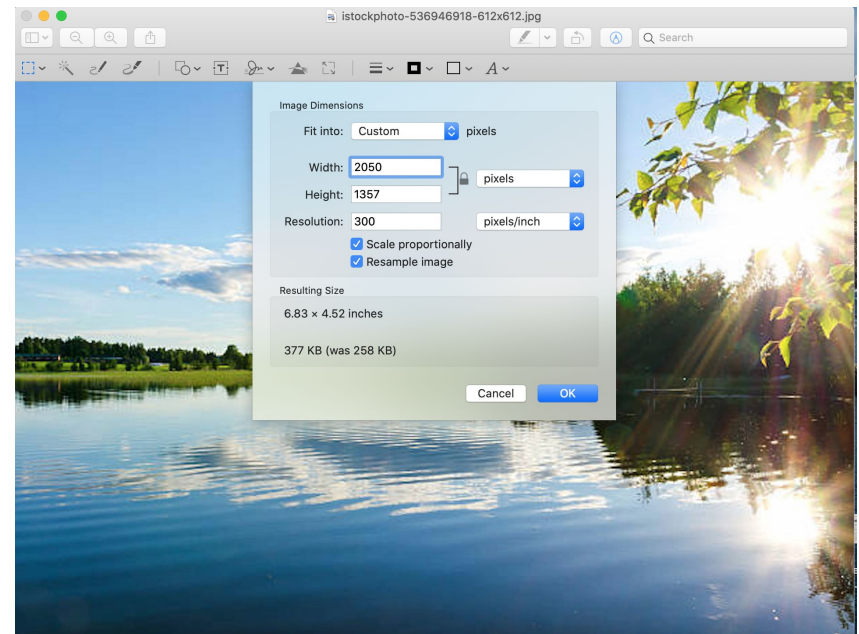 istockphoto-536946918-612x612.jpg
Search
Image Dimensions
Fit into: Custom pixels
Width: 2050
pixels
Height: 1357
Resolution: 300 pixels/inch
Scale proportionally
Resample image
Resulting Size
6.83 × 4.52 inches
377 KB (was 258 KB)
Cancel OK